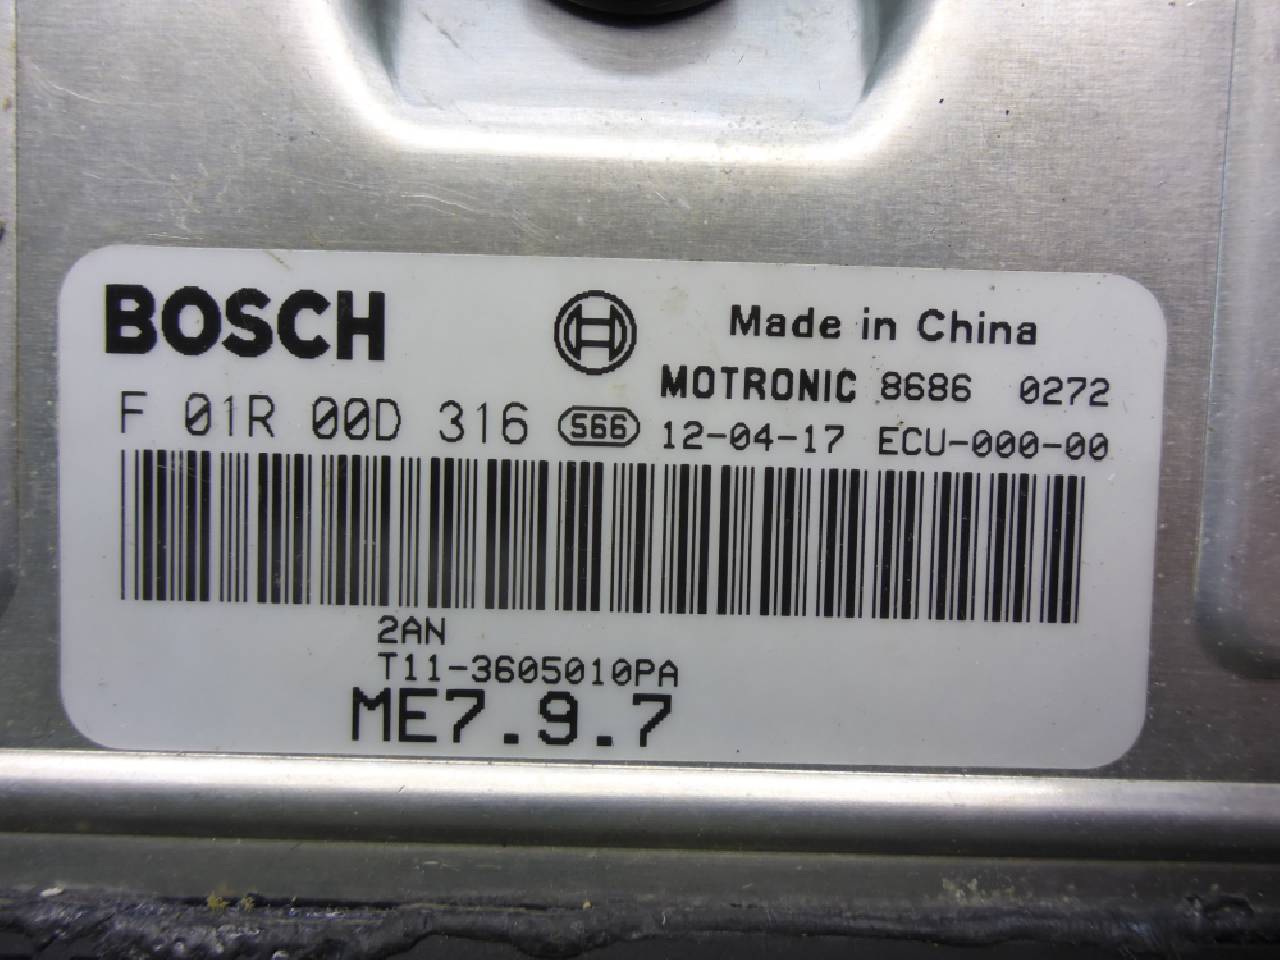 BOSCH
Made in China
MOTRONIC 8686 0272
F 01R 00D 316 S66 12-04-17 ECU-000-00
2AN
T11-3605010PA
ME7.9.7